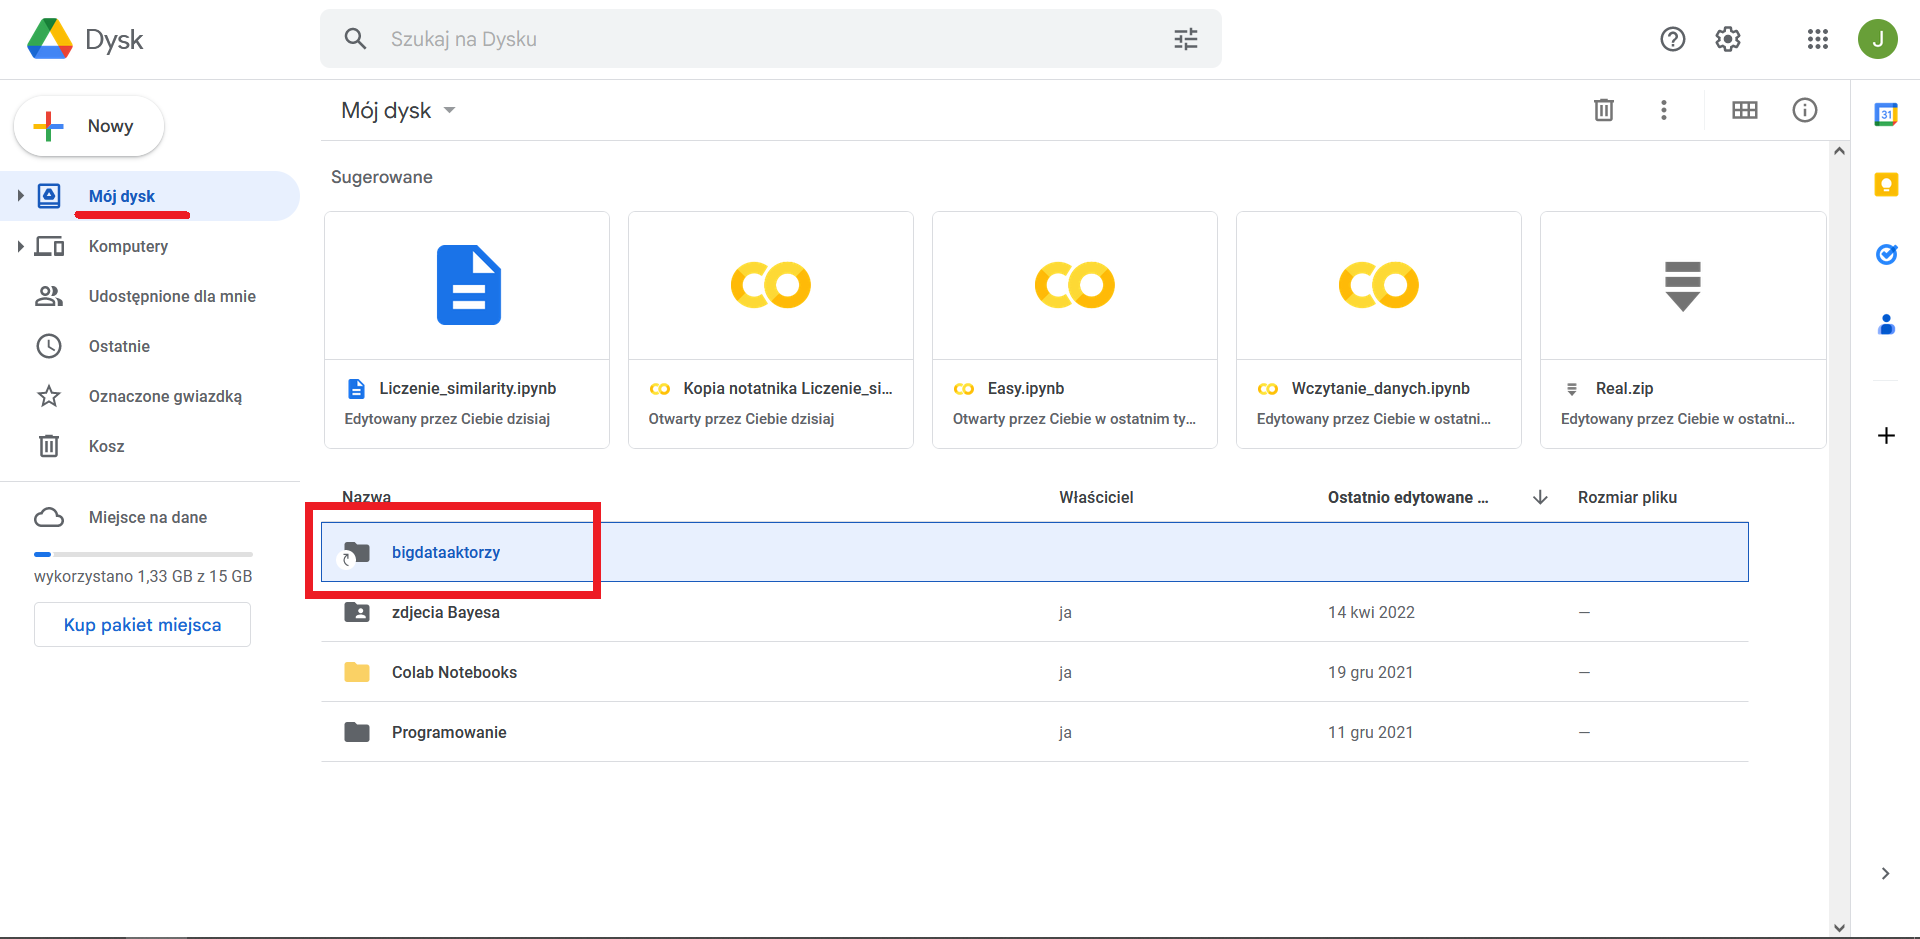 Dysk
Szukaj na Dysku
J
Nowy
Mój dysk
Komputery
Udostępnione dla mnie
Ostatnie
Oznaczone gwiazdką
Kosz
Miejsce na dane
wykorzystano 1,33 GB z 15 GB
Kup pakiet miejsca
Mój dysk
Sugerowane
Liczenie_similarity.ipynb
Edytowany przez Ciebie dzisiaj
Kopia notatnika Liczenie_si...
Otwarty przez Ciebie dzisiaj
Easy.ipynb
Otwarty przez Ciebie w ostatnim ty...
Wczytanie_danych.ipynb
Edytowany przez Ciebie w ostatni...
Real.zip
Edytowany przez Ciebie w ostatni...
Nazwa Właściciel Ostatnio edytowane ... Rozmiar pliku
bigdataaktorzy
zdjecia Bayesa ja 14 kwi 2022 —
Colab Notebooks ja 19 gru 2021 —
Programowanie ja 11 gru 2021 —
31